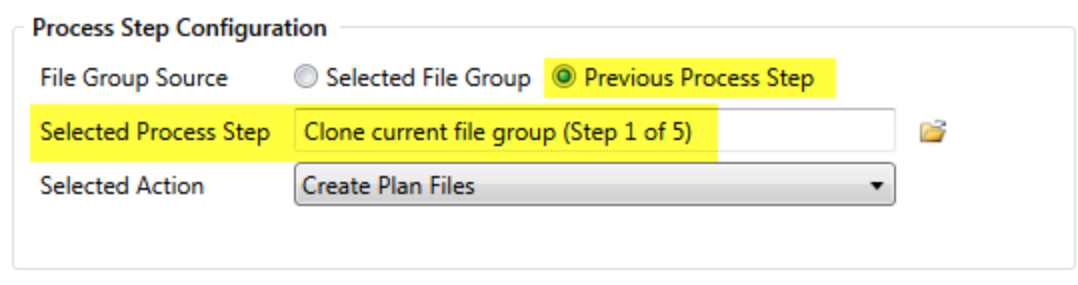 Process Step Configuration
File Group Source Selected File Group Previous Process Step
Selected Process Step Clone current file group (Step 1 of 5)
Selected Action Create Plan Files